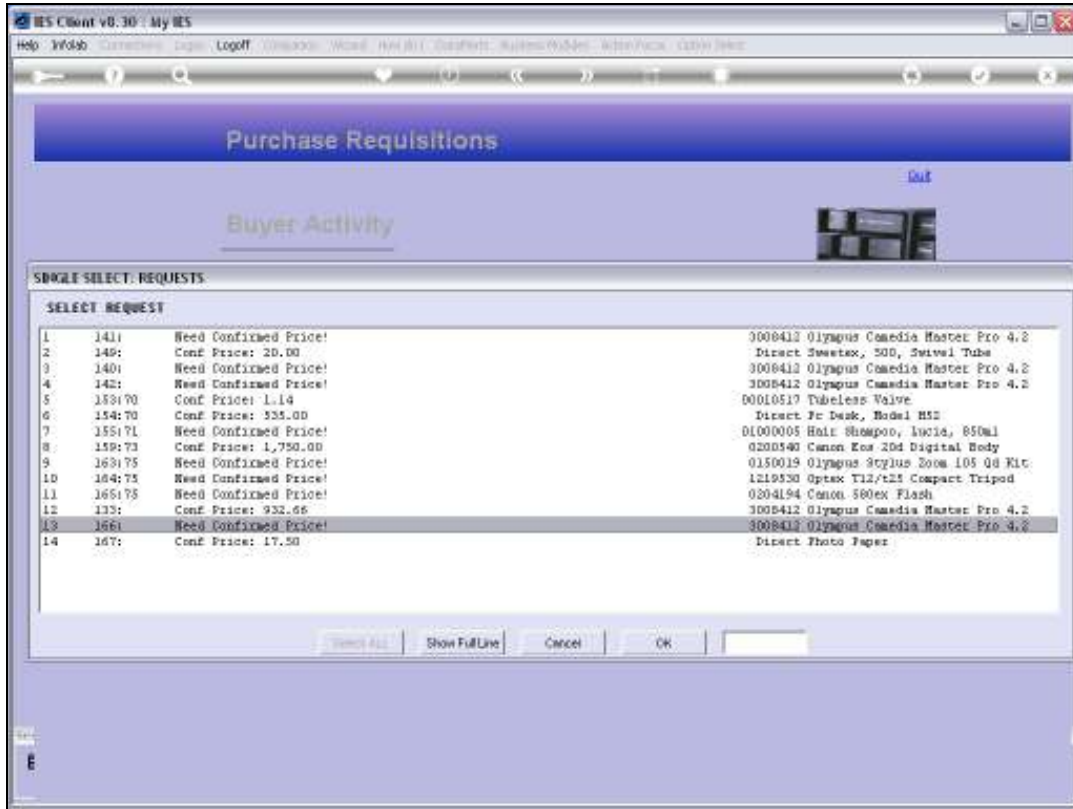 IES Client v8.30 : My IES
Help Infolab Logoff
Purchase Requisitions
Quit
Buyer Activity
SINGLE SELECT: REQUESTS
SELECT REQUEST
1 141: Need Confirmed Price! 3008412 Olympus Camedia Master Pro 4.2
2 149: Conf Price: 20.00 Direct Sweetex, 500, Swivel Tube
3 140: Need Confirmed Price! 3008412 Olympus Camedia Master Pro 4.2
4 142: Need Confirmed Price! 3008412 Olympus Camedia Master Pro 4.2
5 153:70 Conf Price: 1.14 00010517 Tubeless Valve
6 154:70 Conf Price: 535.00 Direct Pc Desk, Model H52
7 155:71 Need Confirmed Price! 01000005 Hair Shampoo, Lucia, 850ml
8 159:73 Conf Price: 1,750.00 0200540 Canon Eos 20d Digital Body
9 163:75 Need Confirmed Price! 0150019 Olympus Stylus Zoom 105 Qd Kit
10 164:75 Need Confirmed Price! 1219530 Optex T12/t25 Compact Tripod
11 165:75 Need Confirmed Price! 0204194 Canon 580ex Flash
12 133: Conf Price: 932.66 3008412 Olympus Camedia Master Pro 4.2
13 166: Need Confirmed Price! 3008412 Olympus Camedia Master Pro 4.2
14 167: Conf Price: 17.50 Direct Photo Paper
Select ALL Show Full Line Cancel OK